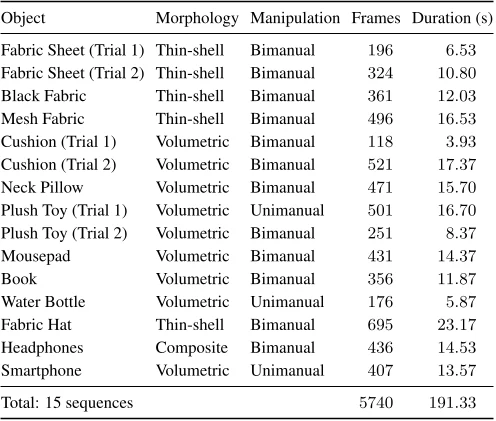 Object Morphology Manipulation Frames Duration (s)
Fabric Sheet (Trial 1) Thin-shell Bimanual 196 6.53
Fabric Sheet (Trial 2) Thin-shell Bimanual 324 10.80
Black Fabric Thin-shell Bimanual 361 12.03
Mesh Fabric Thin-shell Bimanual 496 16.53
Cushion (Trial 1) Volumetric Bimanual 118 3.93
Cushion (Trial 2) Volumetric Bimanual 521 17.37
Neck Pillow Volumetric Bimanual 471 15.70
Plush Toy (Trial 1) Volumetric Unimanual 501 16.70
Plush Toy (Trial 2) Volumetric Bimanual 251 8.37
Mousepad Volumetric Bimanual 431 14.37
Book Volumetric Bimanual 356 11.87
Water Bottle Volumetric Unimanual 176 5.87
Fabric Hat Thin-shell Bimanual 695 23.17
Headphones Composite Bimanual 436 14.53
Smartphone Volumetric Unimanual 407 13.57
Total: 15 sequences 5740 191.33